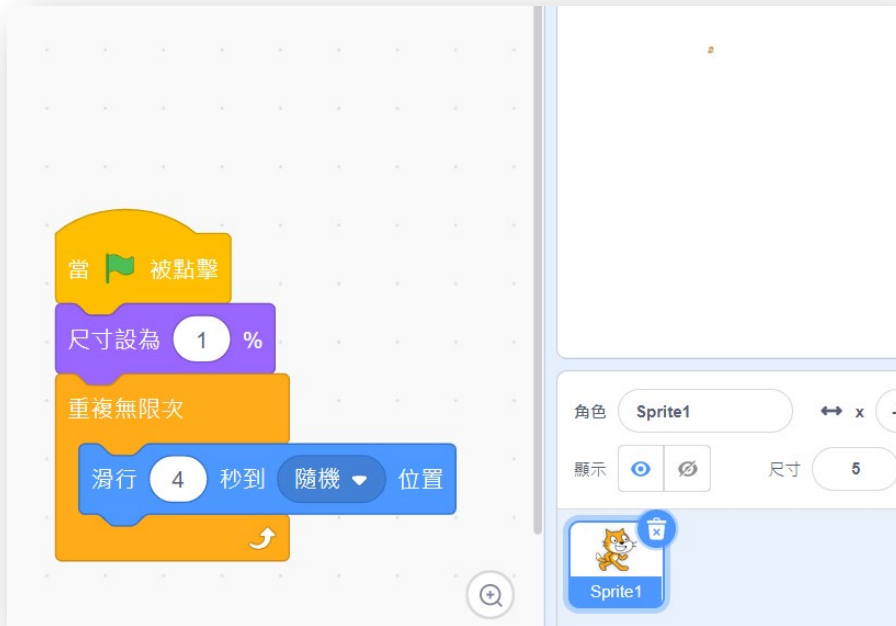 當 被點擊
尺寸設為 1 %
重複無限次
滑行 4 秒到 隨機 位置
角色 Sprite1 x
顯示 尺寸 5
Sprite1